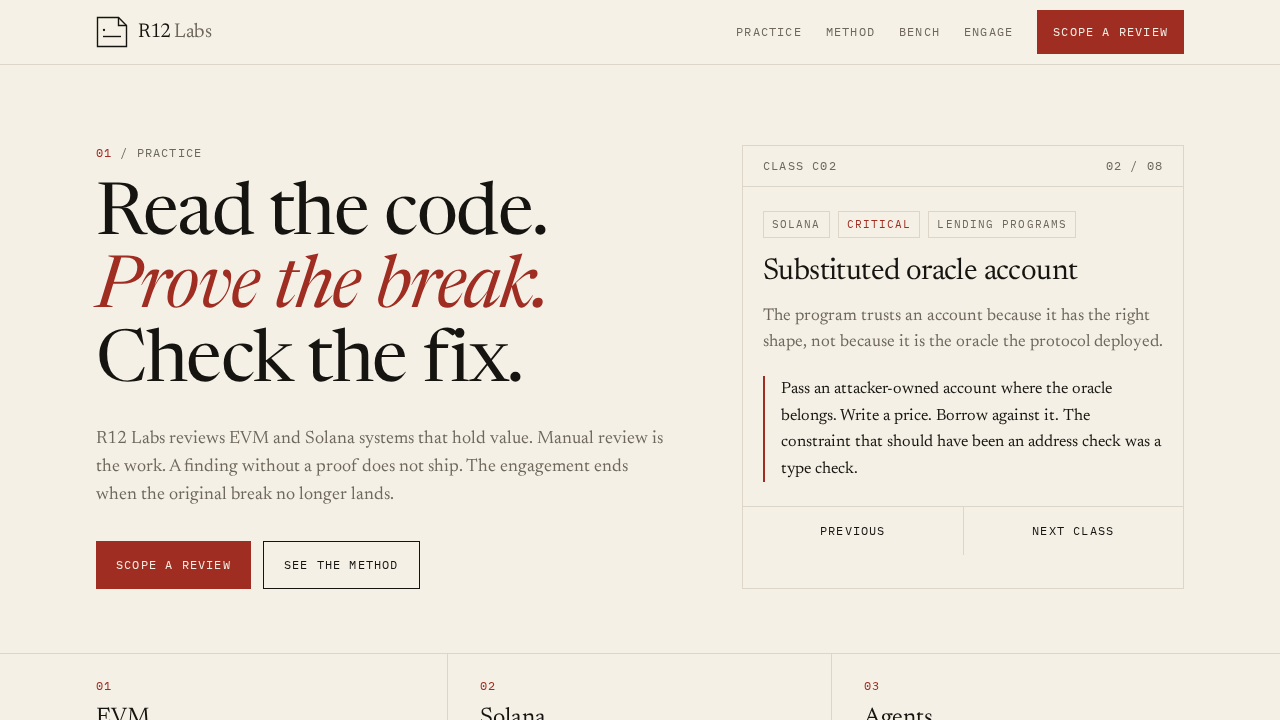 R12 Labs
PRACTICE
METHOD
BENCH
ENGAGE
SCOPE A REVIEW
01 / PRACTICE
Read the code.
Prove the break.
Check the fix.
R12 Labs reviews EVM and Solana systems that hold value. Manual review is
the work. A finding without a proof does not ship. The engagement ends
when the original break no longer lands.
SCOPE A REVIEW
SEE THE METHOD
CLASS C02
02 / 08
SOLANA
CRITICAL
LENDING PROGRAMS
Substituted oracle account
The program trusts an account because it has the right
shape, not because it is the oracle the protocol deployed.
Pass an attacker-owned account where the oracle
belongs. Write a price. Borrow against it. The
constraint that should have been an address check was a
type check.
PREVIOUS
NEXT CLASS
01
EVM
02
Solana
03
Agents